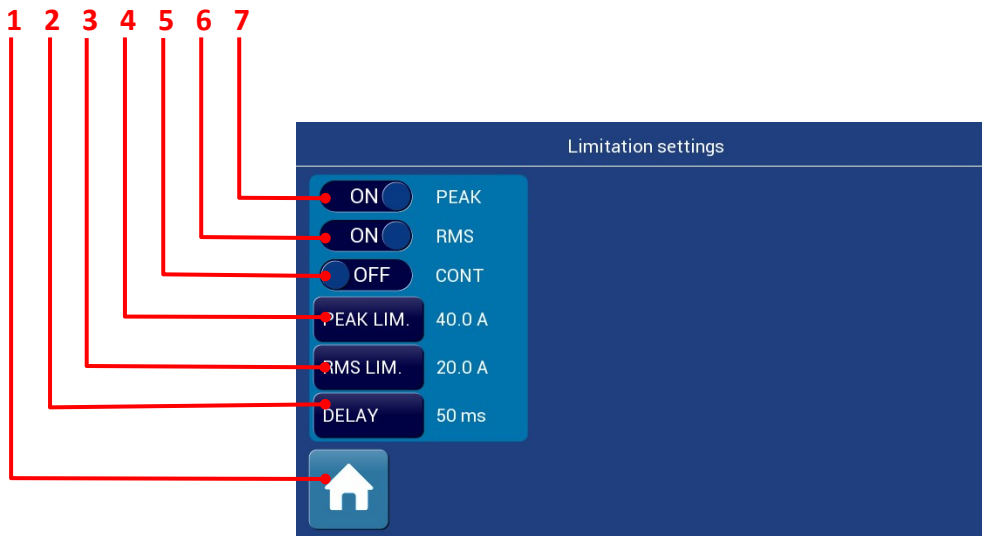 1 2 3 4 5 6 7
Limitation settings
ON PEAK
ON RMS
OFF CONT
PEAK LIM. 40.0 A
RMS LIM. 20.0 A
DELAY 50 ms